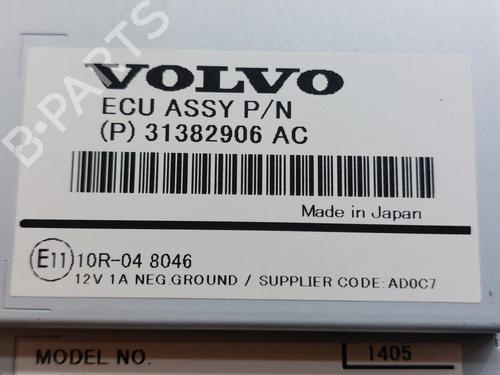 B-PARTS
VOLVO
ECU ASSY P/N
(P) 31382906 AC
Made in Japan
E11 10R-04 8046
12V 1A NEG.GROUND / SUPPLIER CODE: AD0C7
MODEL NO. 1405